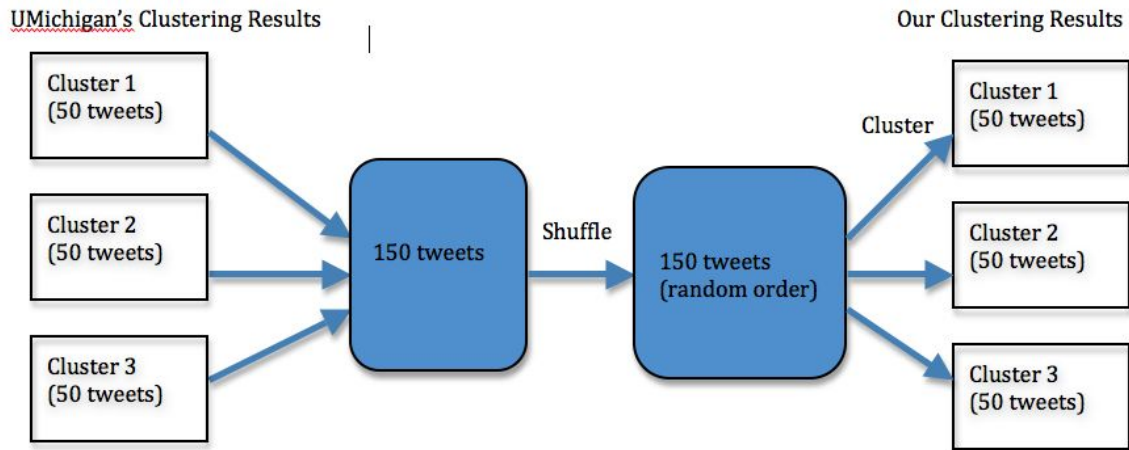 UMichigan's Clustering Results
Our Clustering Results
Cluster 1
(50 tweets)
Cluster 2
(50 tweets)
Cluster 3
(50 tweets)
150 tweets
Shuffle
150 tweets
(random order)
Cluster
Cluster 1
(50 tweets)
Cluster 2
(50 tweets)
Cluster 3
(50 tweets)